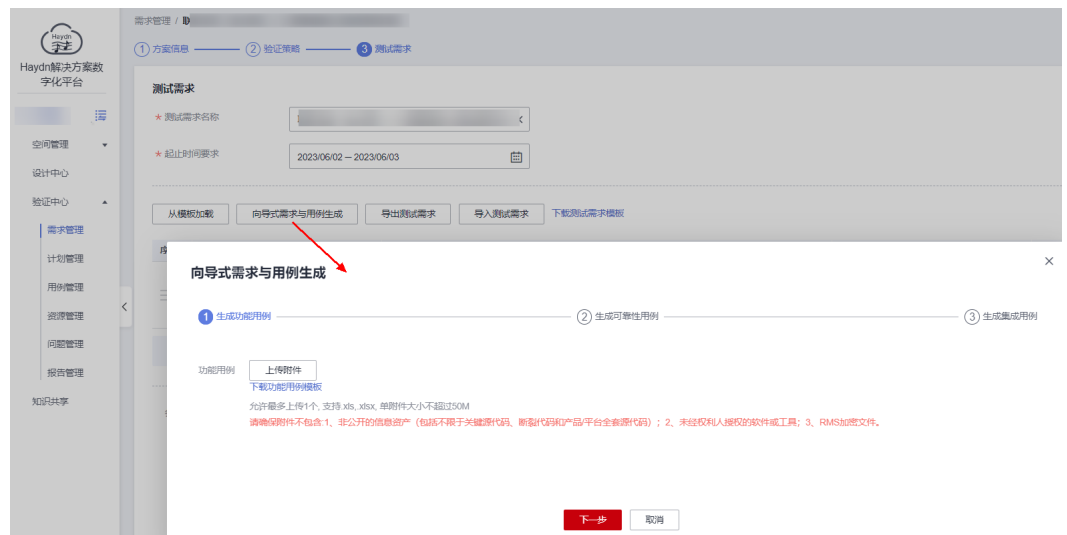 需求管理 /
Haydn
Haydn解决方案数
字化平台
1 方案信息 2 验证策略 3 测试需求
测试需求
* 测试需求名称
* 起止时间要求 2023/06/02 — 2023/06/03
空间管理
设计中心
验证中心
需求管理
计划管理
用例管理
资源管理
问题管理
报告管理
知识共享
从模板加载 向导式需求与用例生成 导出测试需求 导入测试需求 下载测试需求模板
向导式需求与用例生成
1 生成功能用例 2 生成可靠性用例 3 生成集成用例
功能用例 上传附件
下载功能用例模板
允许最多上传1个, 支持.xls,.xlsx, 单附件大小不超过50M
请确保附件不包含:1、非公开的信息资产（包括不限于关键源代码、断裂代码和产品/平台全套源代码）; 2、未经权利人授权的软件或工具; 3、RMS加密文件。
下一步 取消